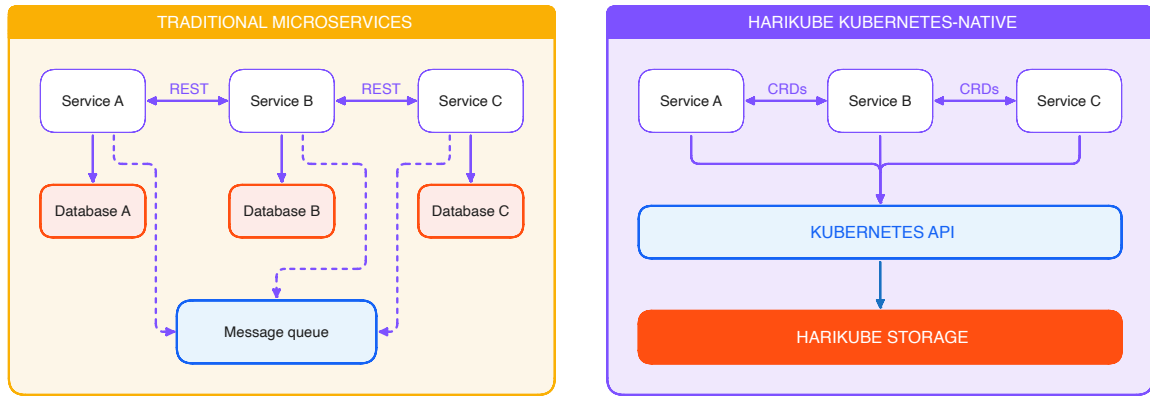 TRADITIONAL MICROSERVICES
Service A
REST
Service B
REST
Service C
Database A
Database B
Database C
Message queue
HARIKUBE KUBERNETES-NATIVE
Service A
CRDs
Service B
CRDs
Service C
KUBERNETES API
HARIKUBE STORAGE